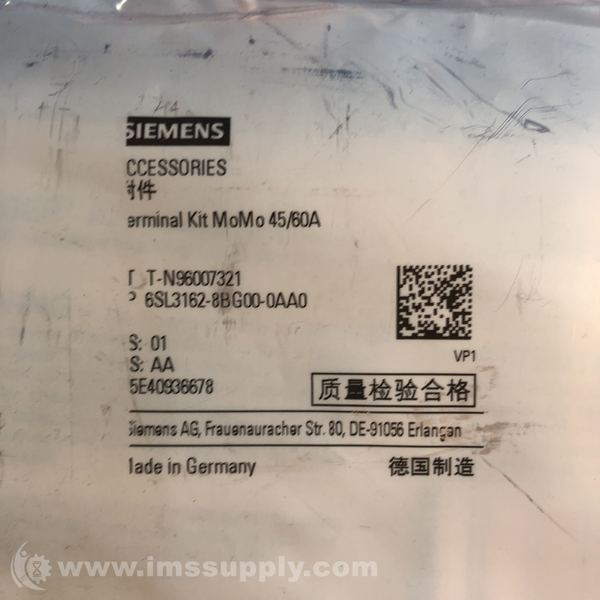 SIEMENS
CCESSORIES
附件
erminal Kit MoMo 45/60A
T-N96007321
6SL3162-8BG00-0AA0
S: 01
S: AA
5E40936678
VP1
质量检验合格
Siemens AG, Frauenauracher Str. 80, DE-91056 Erlangen
Made in Germany
德国制造
www.imssupply.com